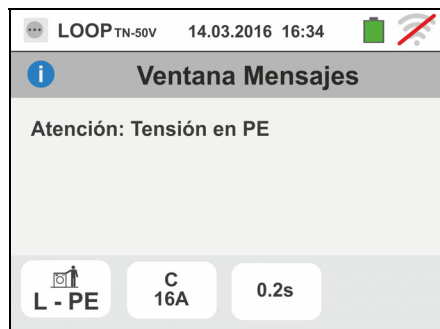 LOOP TN-50V 14.03.2016 16:34
i Ventana Mensajes
Atención: Tensión en PE
L - PE
C
16A
0.2s